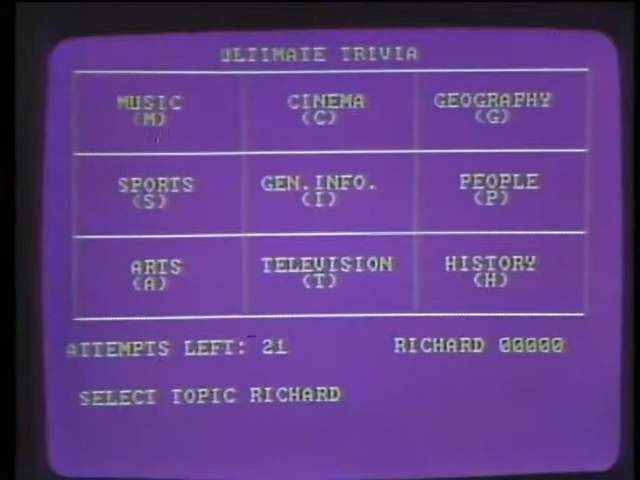 ULTIMATE TRIVIA
MUSIC CINEMA GEOGRAPHY
(M) (C) (G)
SPORTS GEN.INFO. PEOPLE
(S) (I) (P)
ARTS TELEVISION HISTORY
(A) (T) (H)
ATTEMPTS LEFT: 21 RICHARD 00000
SELECT TOPIC RICHARD